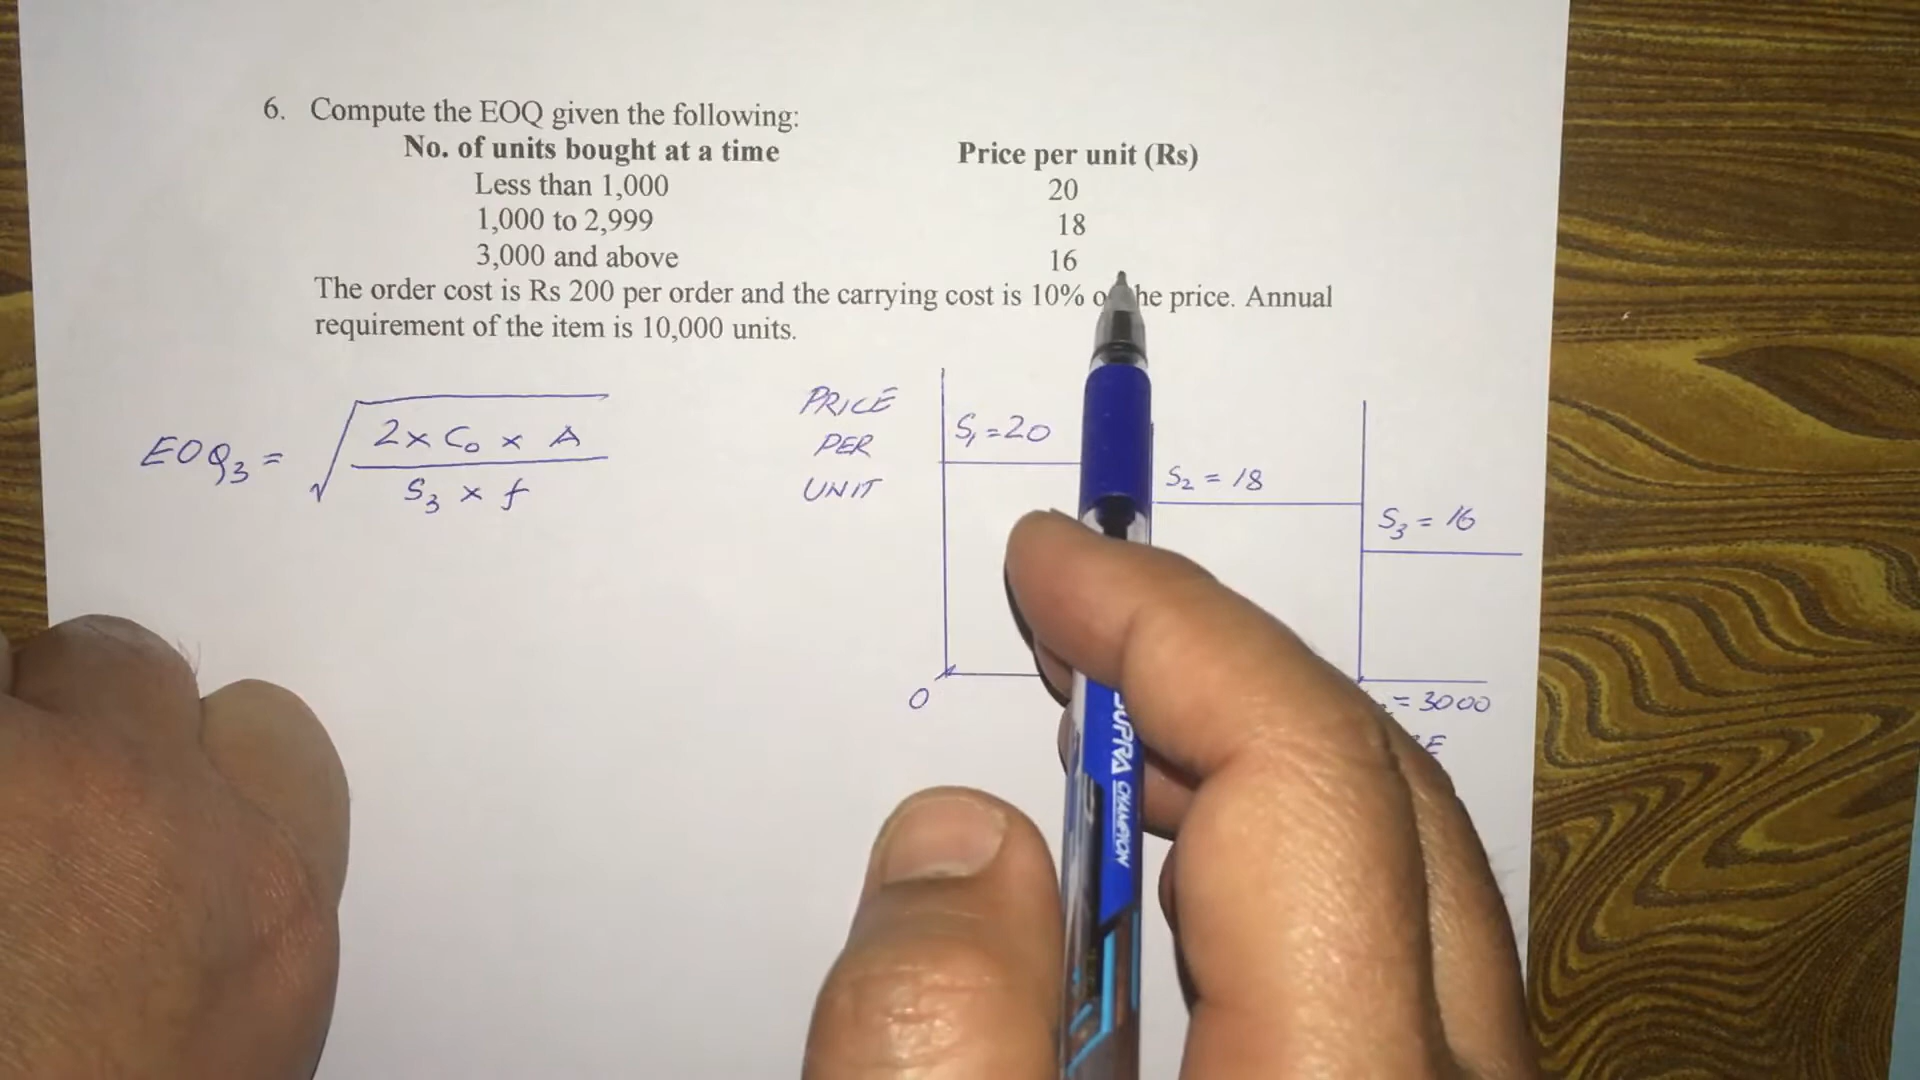 6. Compute the EOQ given the following:
No. of units bought at a time Price per unit (Rs)
Less than 1,000 20
1,000 to 2,999 18
3,000 and above 16
The order cost is Rs 200 per order and the carrying cost is 10% price. Annual
requirement of the item is 10,000 units.
EOQ₃ = √ 2 x C₀ x A
S₃ x f
PRICE
PER
UNIT
S₁ = 20
S₂ = 18
S₃ = 16
0
= 3000
SUPRA CHAMPION